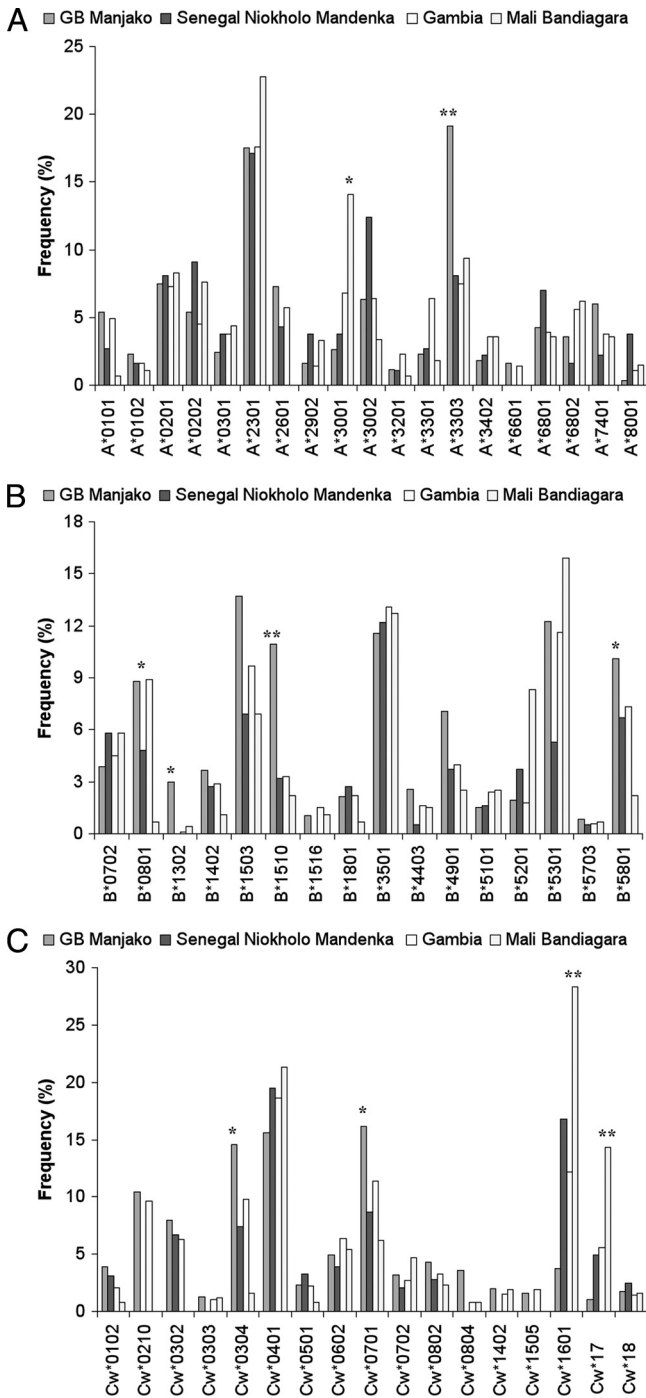 A
GB Manjako Senegal Niokholo Mandenka Gambia Mali Bandiagara
Frequency (%)
25
20
15
10
5
0
* ** 
A*0101 A*0102 A*0201 A*0202 A*0301 A*2301 A*2601 A*2902 A*3001 A*3002 A*3201 A*3301 A*3303 A*3402 A*6601 A*6801 A*6802 A*7401 A*8001
B
GB Manjako Senegal Niokholo Mandenka Gambia Mali Bandiagara
Frequency (%)
18
15
12
9
6
3
0
* * ** *
B*0702 B*0801 B*1302 B*1402 B*1503 B*1510 B*1516 B*1801 B*3501 B*4403 B*4901 B*5101 B*5201 B*5301 B*5703 B*5801
C
GB Manjako Senegal Niokholo Mandenka Gambia Mali Bandiagara
Frequency (%)
30
25
20
15
10
5
0
* * ** **
Cw*0102 Cw*0210 Cw*0302 Cw*0303 Cw*0304 Cw*0401 Cw*0501 Cw*0602 Cw*0701 Cw*0702 Cw*0802 Cw*0804 Cw*1402 Cw*1505 Cw*1601 Cw*17 Cw*18